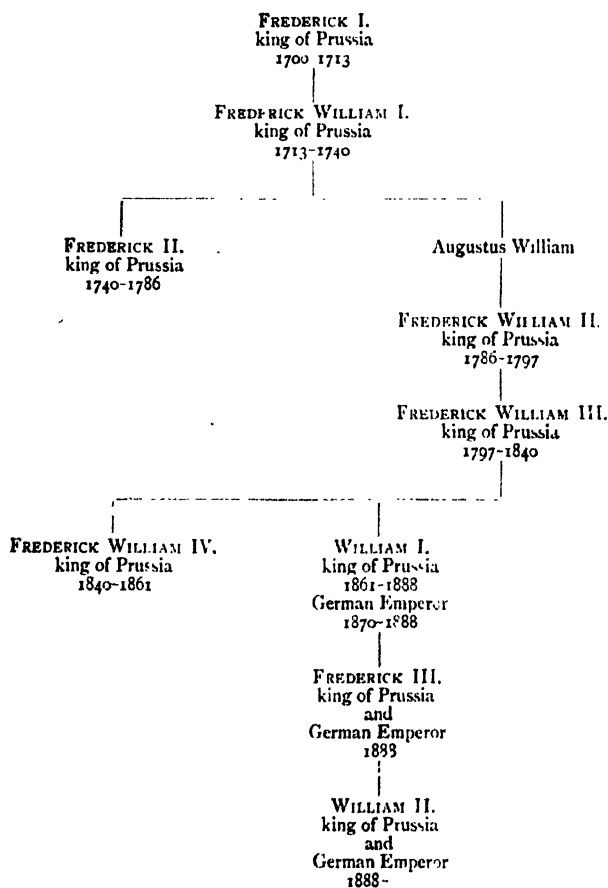 FREDERICK I.
king of Prussia
1700 1713
FREDERICK WILLIAM I.
king of Prussia
1713-1740
FREDERICK II.
king of Prussia
1740-1786
Augustus William
FREDERICK WILLIAM II.
king of Prussia
1786-1797
FREDERICK WILLIAM III.
king of Prussia
1797-1840
FREDERICK WILLIAM IV.
king of Prussia
1840-1861
WILLIAM I.
king of Prussia
1861-1888
German Emperor
1870-1888
FREDERICK III.
king of Prussia
and
German Emperor
1888
WILLIAM II.
king of Prussia
and
German Emperor
1888-